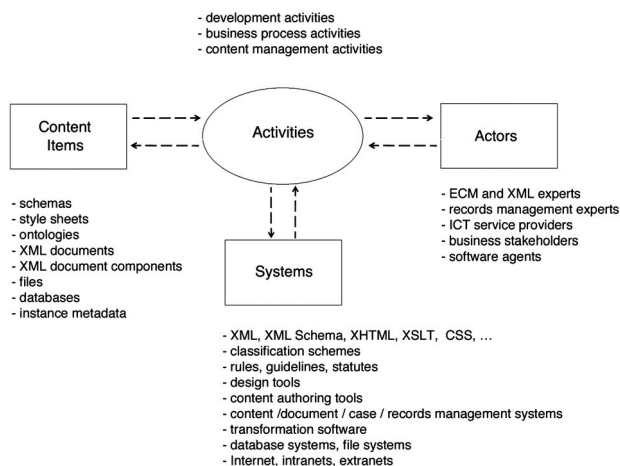 - development activities
- business process activities
- content management activities
Content
Items
Activities
Actors
- schemas
- style sheets
- ontologies
- XML documents
- XML document components
- files
- databases
- instance metadata
- ECM and XML experts
- records management experts
- ICT service providers
- business stakeholders
- software agents
Systems
- XML, XML Schema, XHTML, XSLT, CSS, …
- classification schemes
- rules, guidelines, statutes
- design tools
- content authoring tools
- content /document / case / records management systems
- transformation software
- database systems, file systems
- Internet, intranets, extranets